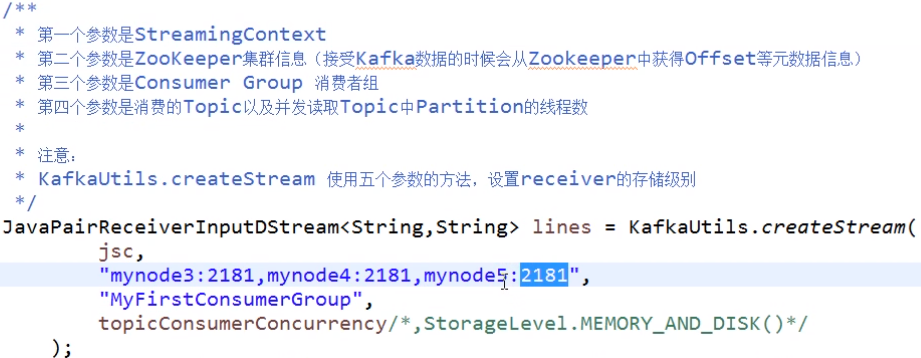 /**
 * 第一个参数是StreamingContext
 * 第二个参数是ZooKeeper集群信息（接受Kafka数据的时候会从Zookeeper中获得Offset等元数据信息）
 * 第三个参数是Consumer Group 消费者组
 * 第四个参数是消费的Topic以及并发读取Topic中Partition的线程数
 *
 * 注意：
 * KafkaUtils.createStream 使用五个参数的方法，设置receiver的存储级别
 */
JavaPairReceiverInputDStream<String,String> lines = KafkaUtils.createStream(
        jsc,
        "mynode3:2181,mynode4:2181,mynode5:2181",
        "MyFirstConsumerGroup",
        topicConsumerConcurrency/*,StorageLevel.MEMORY_AND_DISK()*/
    );